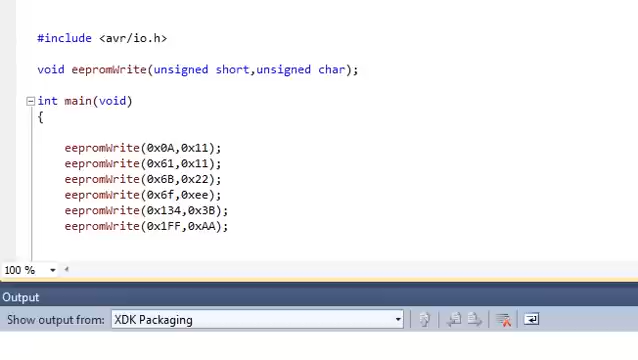 #include <avr/io.h>
void eepromWrite(unsigned short,unsigned char);
int main(void)
{
eepromWrite(0x0A,0x11);
eepromWrite(0x61,0x11);
eepromWrite(0x6B,0x22);
eepromWrite(0x6f,0xee);
eepromWrite(0x134,0x3B);
eepromWrite(0x1FF,0xAA);
100 %
Output
Show output from: XDK Packaging